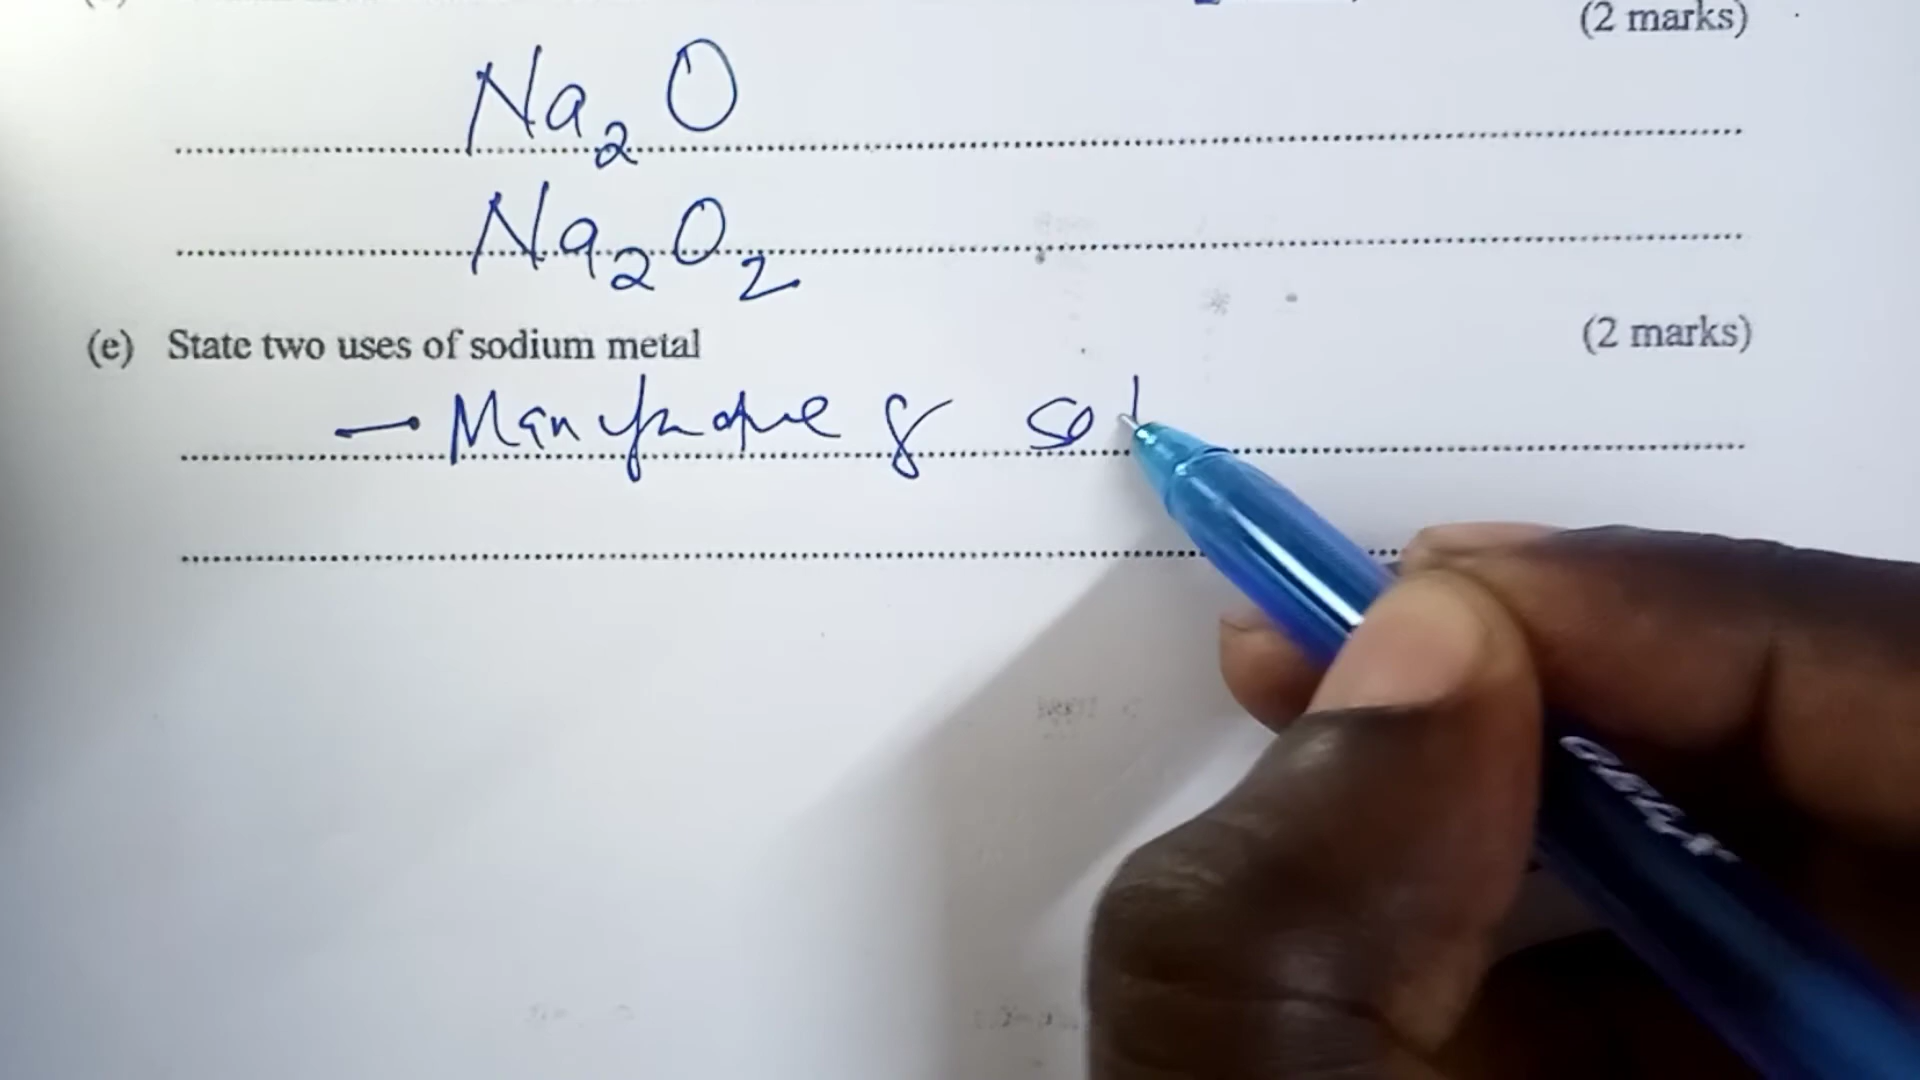 (2 marks)
Na₂O
Na₂O₂
(e) State two uses of sodium metal (2 marks)
– Manufacture of so